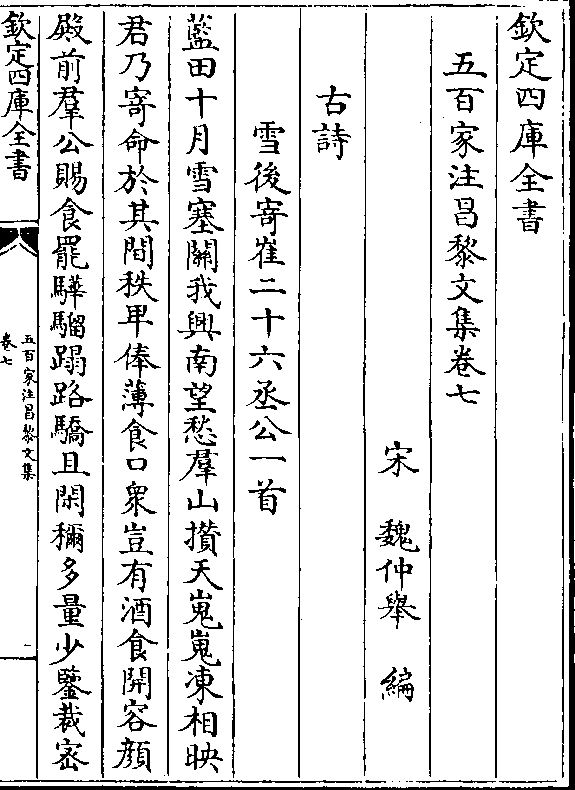 欽定四庫全書
五百家注昌黎文集卷七
宋　魏仲舉　編
古詩
雪後寄崔二十六丞公一首
藍田十月雪塞關我興南望愁羣山攢天嵬嵬凍相映
君乃寄命於其間秩卑俸薄食口衆豈有酒食開容顔
殿前羣公賜食罷驊騮蹋路驕且閑稱多量少鑒裁密
欽定四庫全書
五百家注昌黎文集
卷七
一